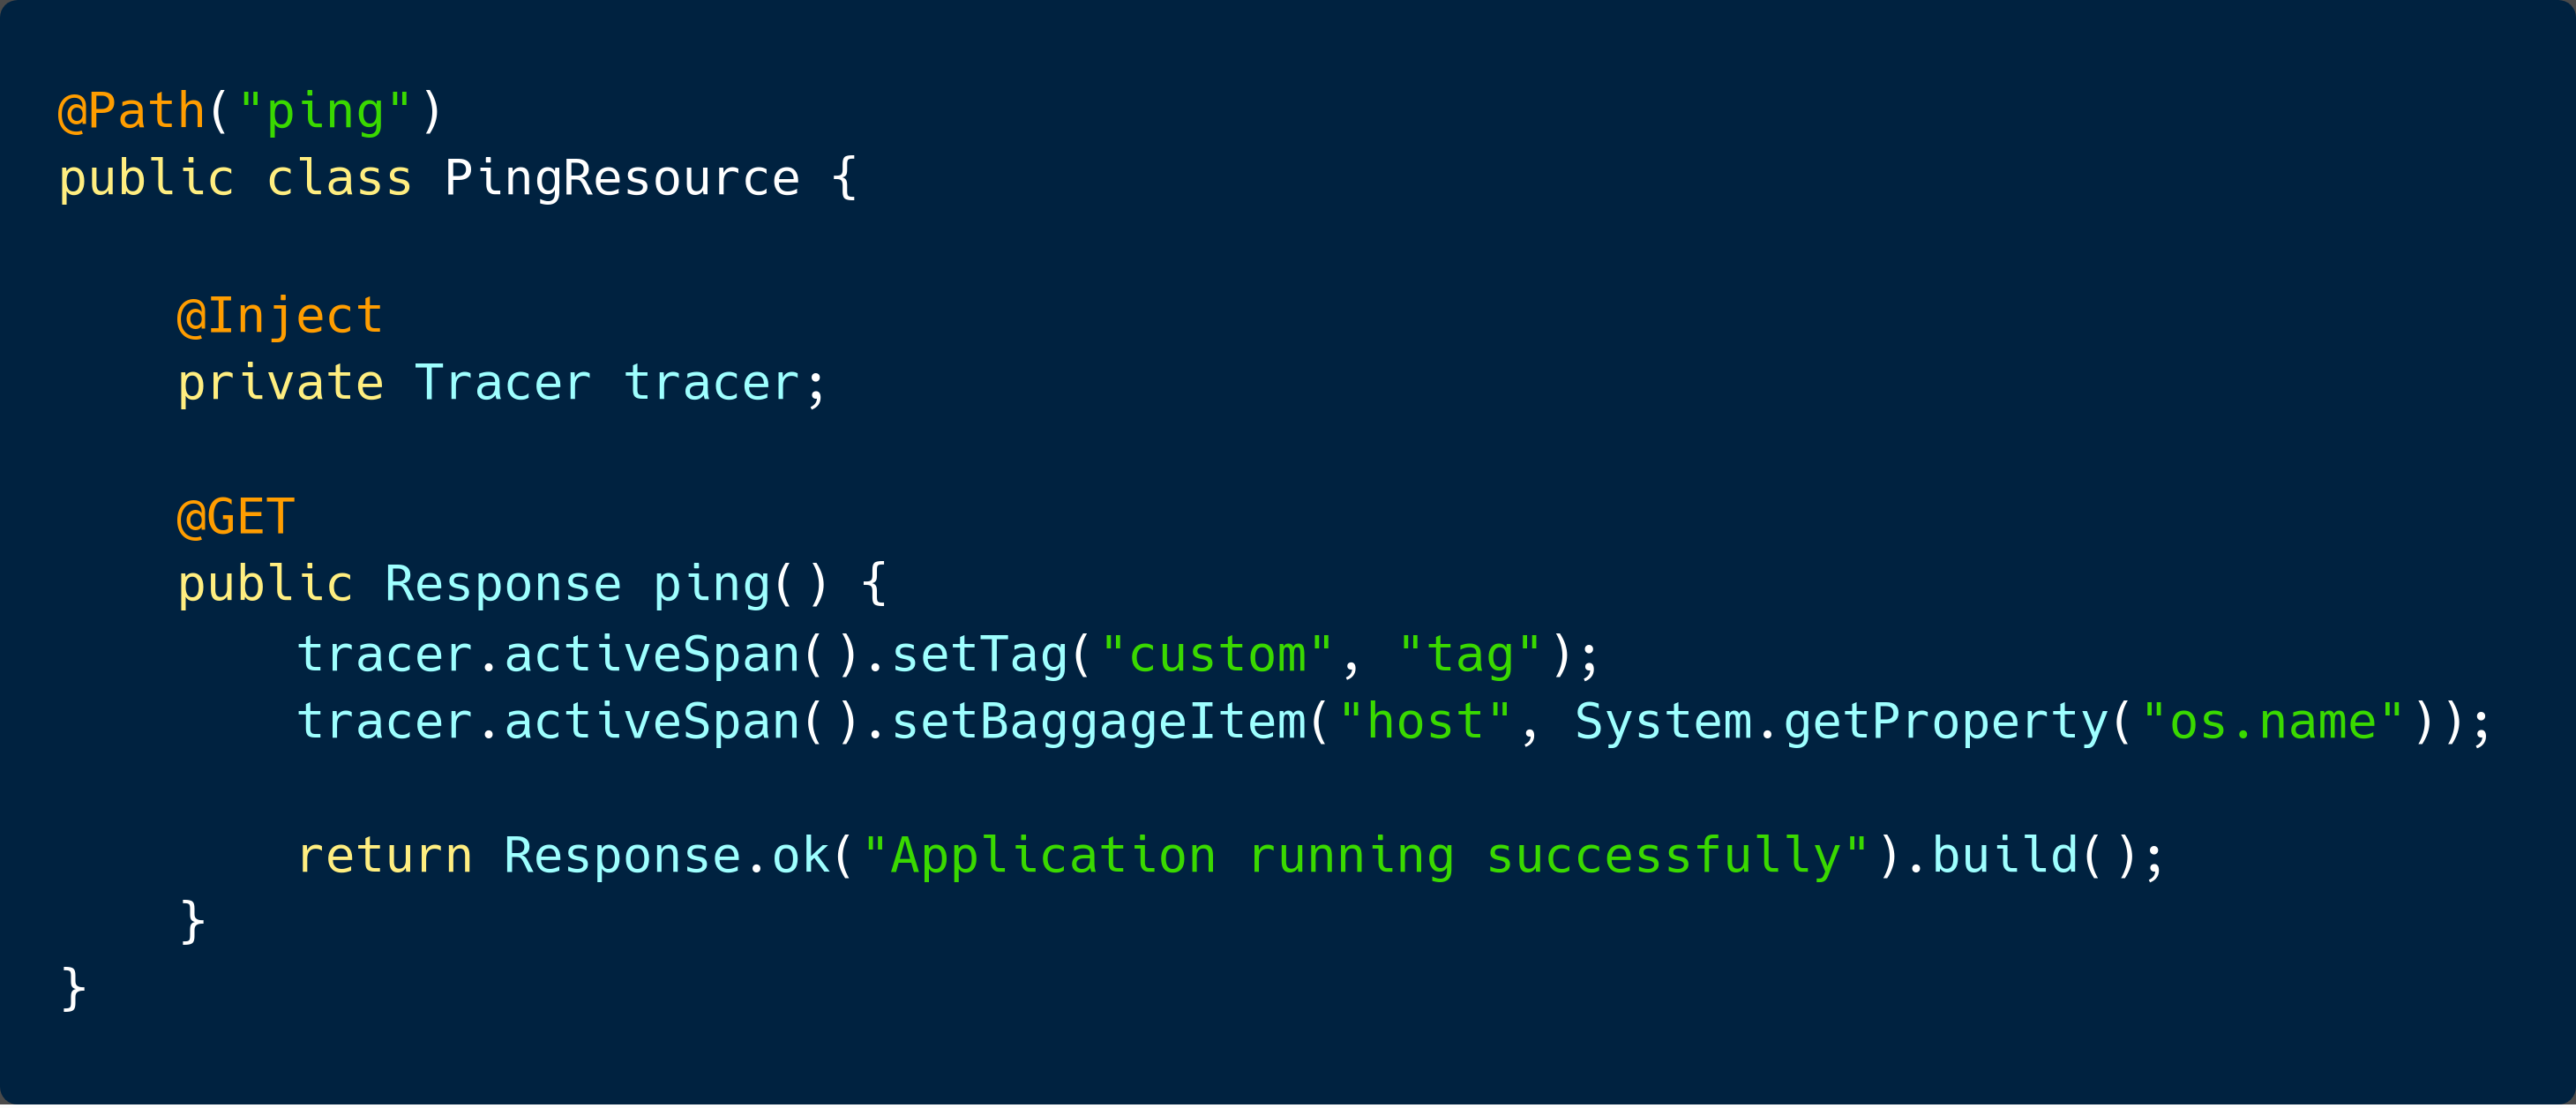 @Path("ping")
public class PingResource {
    @Inject
    private Tracer tracer;
    @GET
    public Response ping() {
        tracer.activeSpan().setTag("custom", "tag");
        tracer.activeSpan().setBaggageItem("host", System.getProperty("os.name"));
        return Response.ok("Application running successfully").build();
    }
}